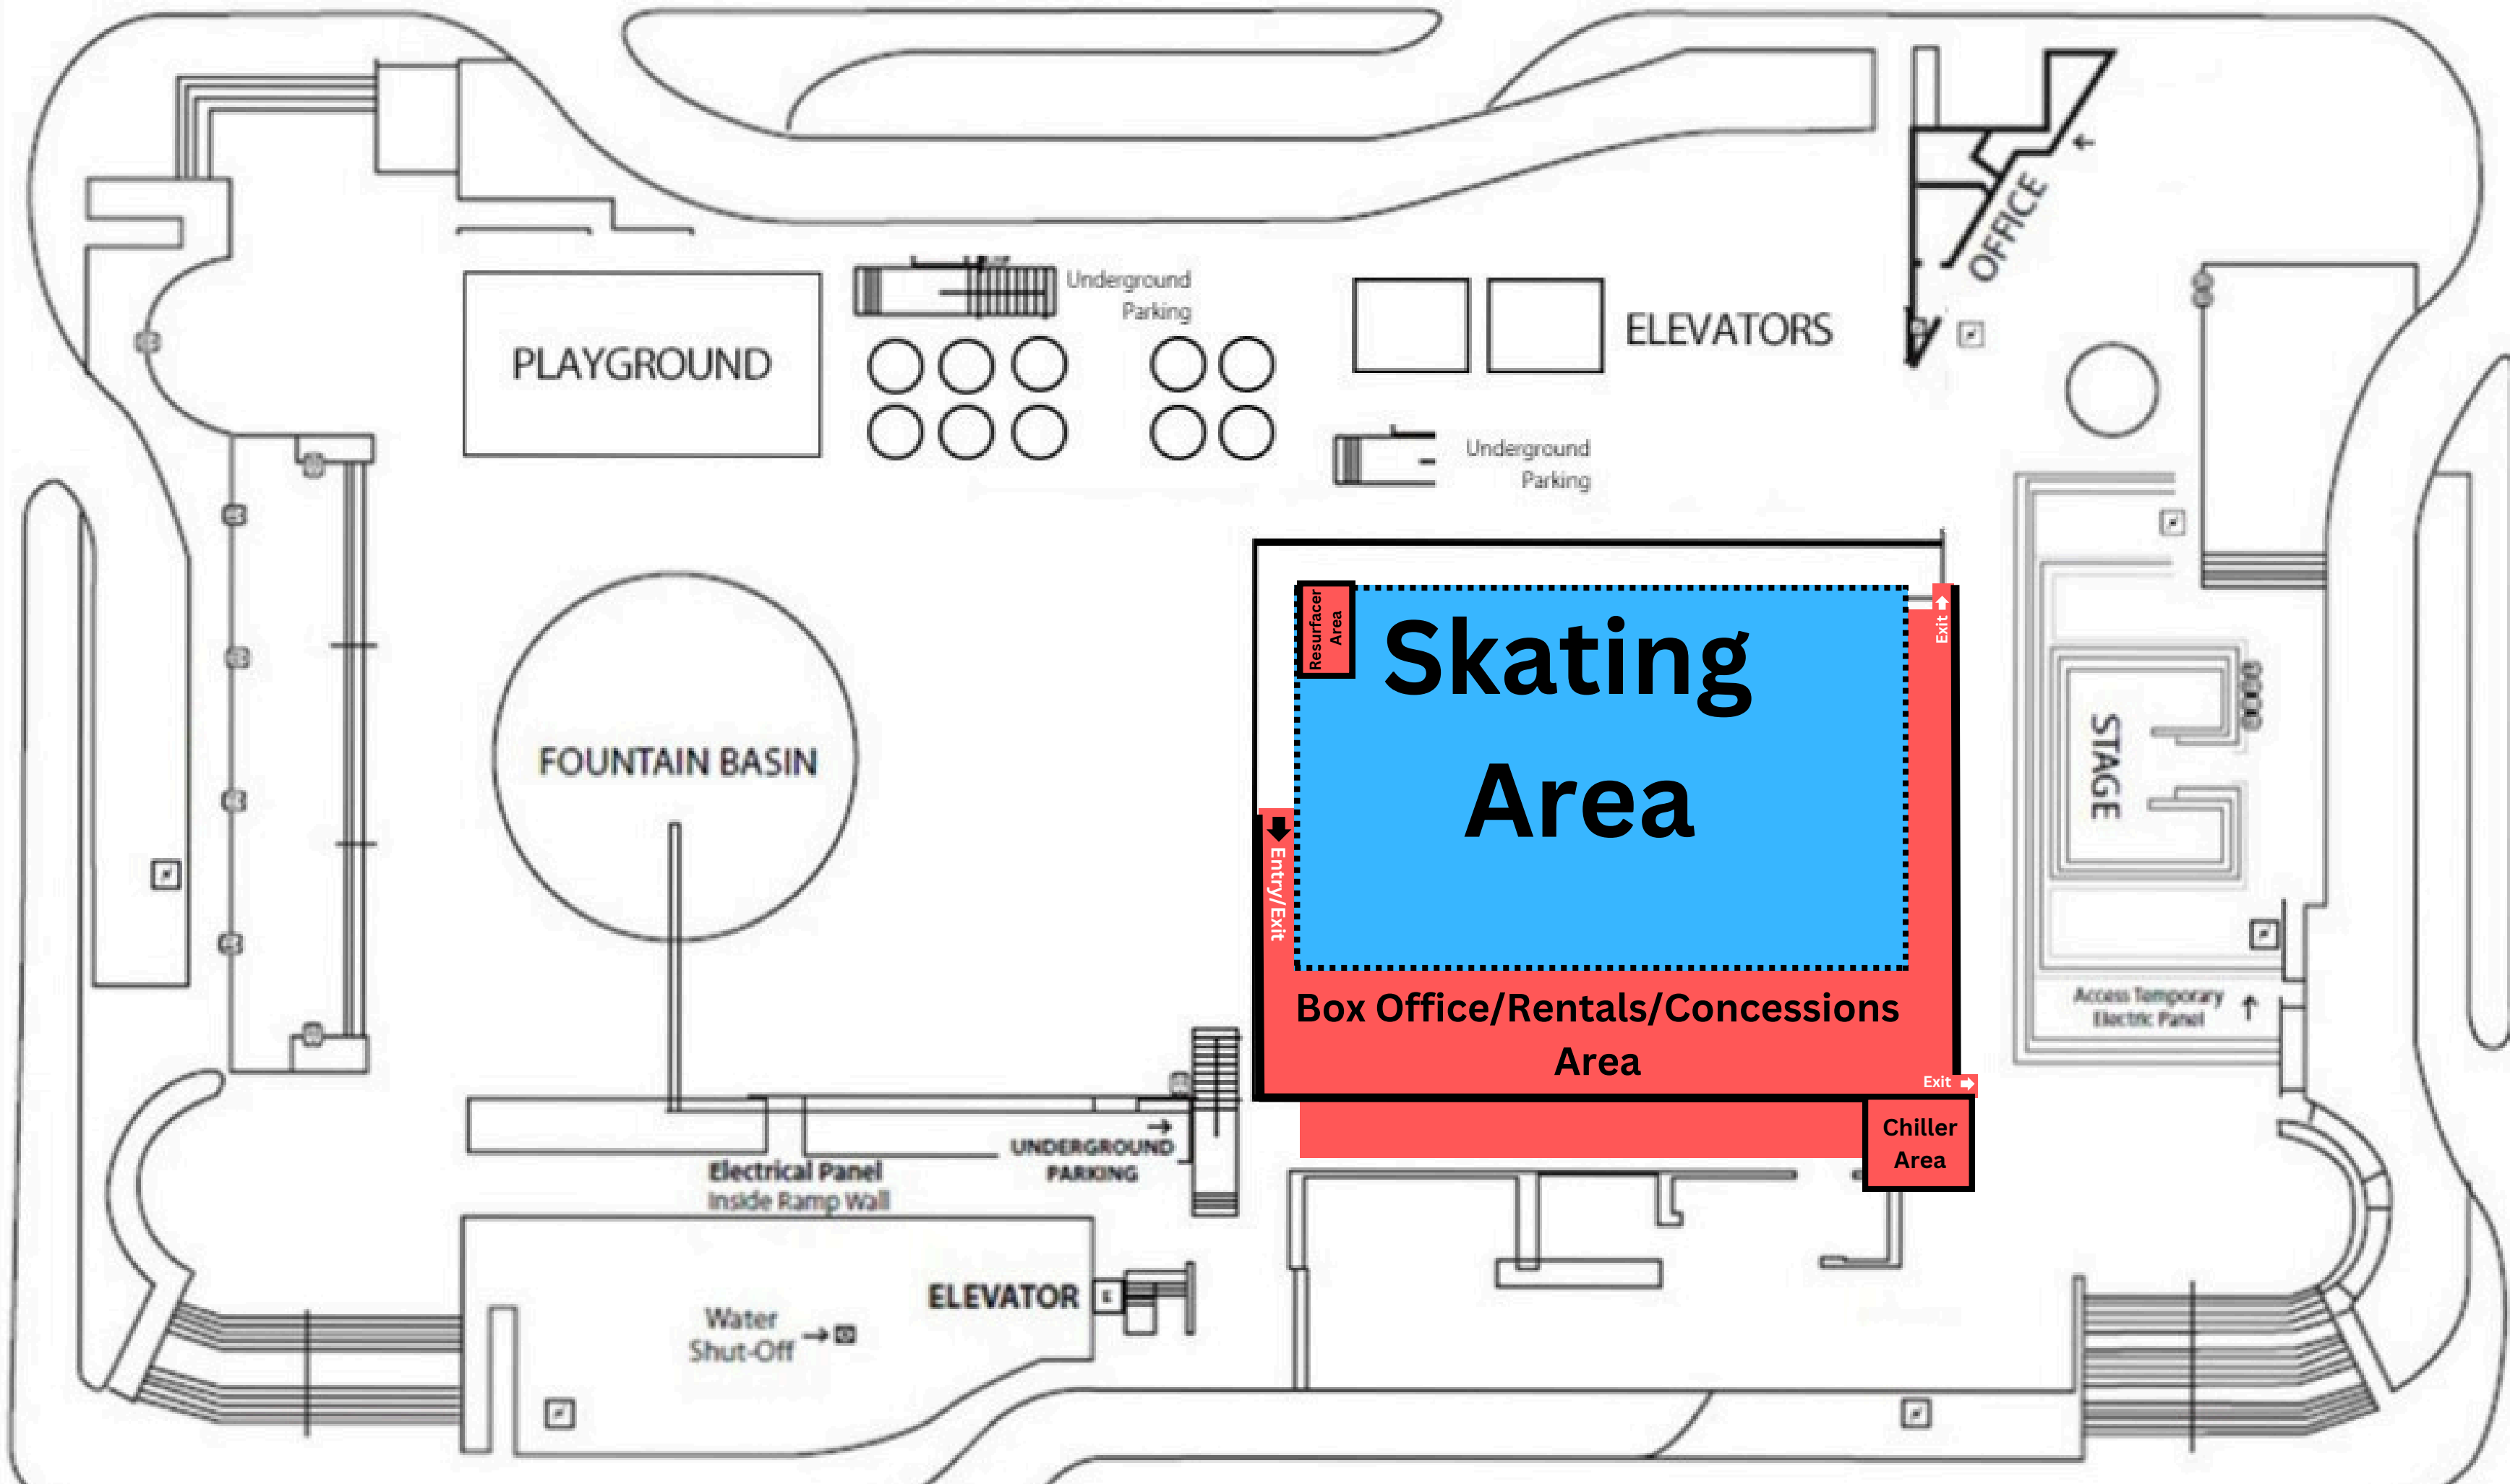 OFFICE
Underground
Parking
PLAYGROUND
ELEVATORS
Underground
Parking
Resurfacer
Area
Skating
Area
Exit
FOUNTAIN BASIN
Entry/Exit
STAGE
Box Office/Rentals/Concessions
Area
Access Temporary
Electric Panel
Exit
Chiller
Area
UNDERGROUND
PARKING
Electrical Panel
Inside Ramp Wall
ELEVATOR
E
Water
Shut-Off